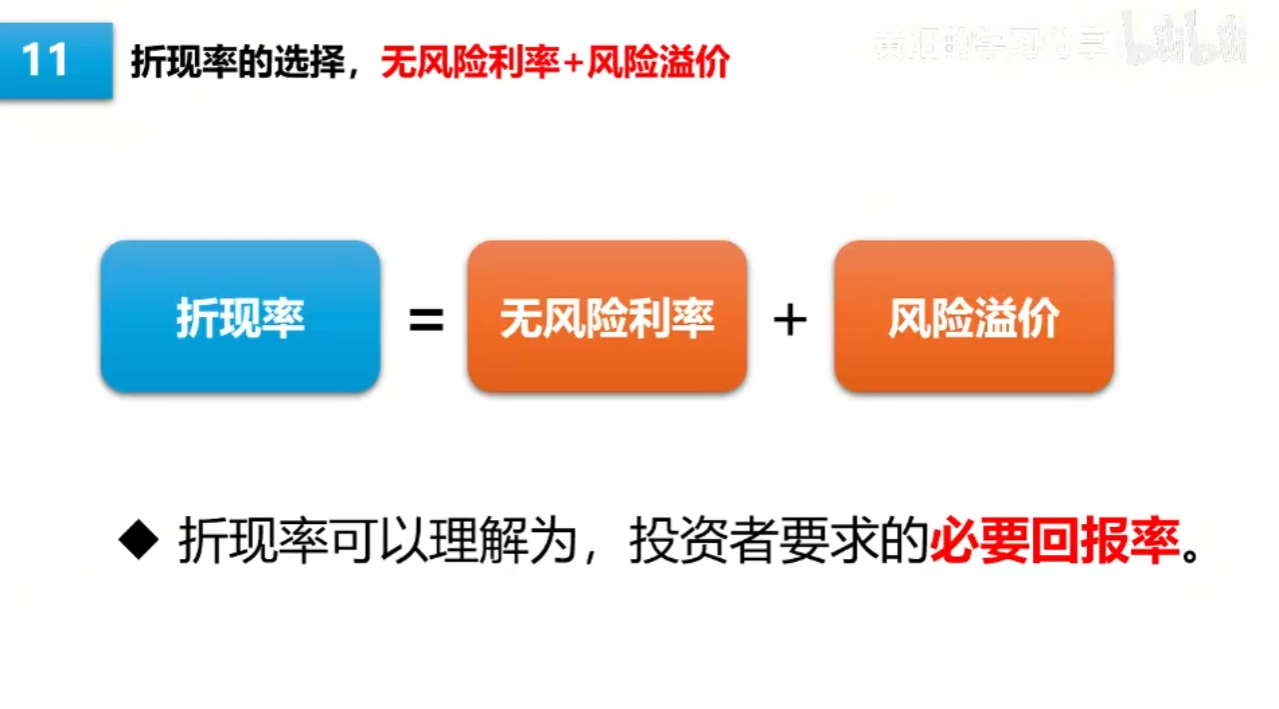 11
折现率的选择，无风险利率+风险溢价
bilibili
折现率 = 无风险利率 + 风险溢价
◆ 折现率可以理解为，投资者要求的必要回报率。